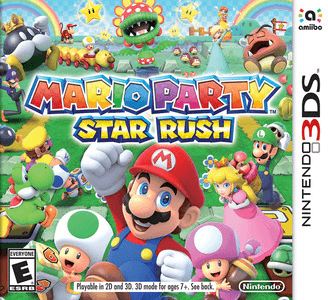 amiibo
MARIO PARTY
STAR RUSH
NINTENDO 3DS
EVERYONE
E
ESRB
Playable in 2D and 3D. 3D mode for ages 7+. See back.
Nintendo